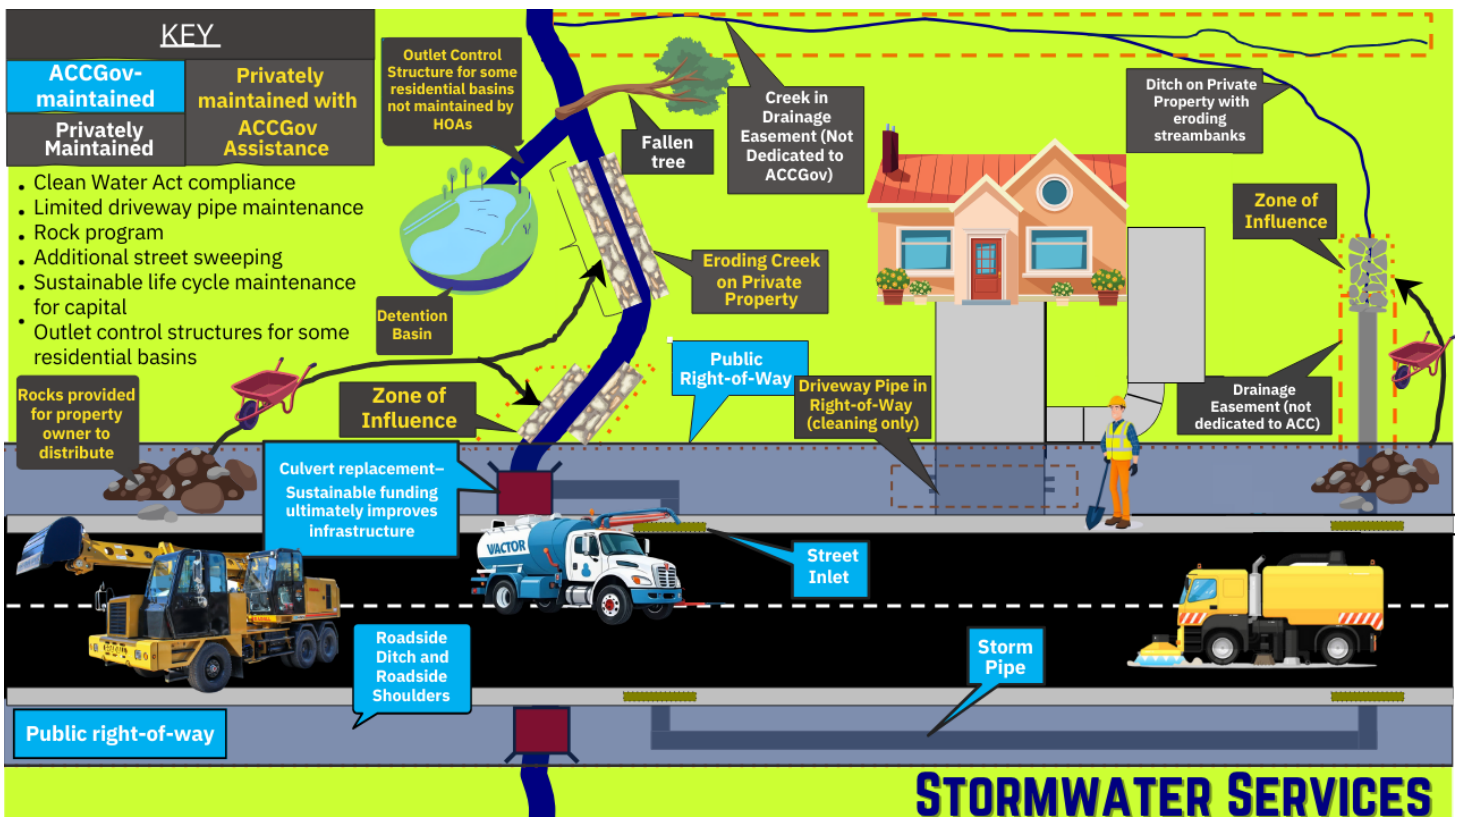 KEY
ACCGov-
maintained
Privately
maintained with
ACCGov
Assistance
Privately
Maintained
• Clean Water Act compliance
• Limited driveway pipe maintenance
• Rock program
• Additional street sweeping
• Sustainable life cycle maintenance
for capital
• Outlet control structures for some
residential basins
Outlet Control
Structure for some
residential basins
not maintained by
HOAs
Fallen
tree
Creek in
Drainage
Easement (Not
Dedicated to
ACCGov)
Ditch on Private
Property with
eroding
streambanks
Zone of
Influence
Eroding Creek
on Private
Property
Detention
Basin
Public
Right-of-Way
Driveway Pipe in
Right-of-Way
(cleaning only)
Drainage
Easement (not
dedicated to ACC)
Rocks provided
for property
owner to
distribute
Zone of
Influence
Culvert replacement–
Sustainable funding
ultimately improves
infrastructure
VACTOR
Street
Inlet
Roadside
Ditch and
Roadside
Shoulders
Storm
Pipe
Public right-of-way
STORMWATER SERVICES